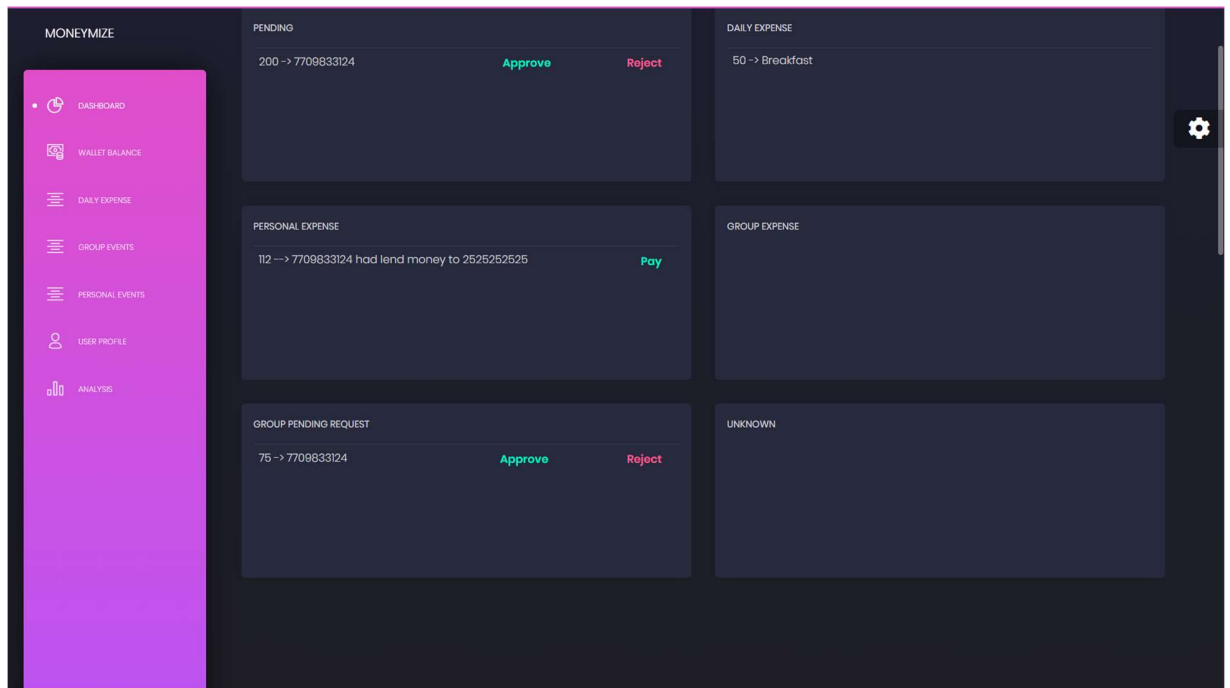 MONEYMIZE
DASHBOARD
WALLET BALANCE
DAILY EXPENSE
GROUP EVENTS
PERSONAL EVENTS
USER PROFILE
ANALYSIS
PENDING
200 -> 7709833124 Approve Reject
DAILY EXPENSE
50 -> Breakfast
PERSONAL EXPENSE
112 --> 7709833124 had lend money to 2525252525 Pay
GROUP EXPENSE
GROUP PENDING REQUEST
75 -> 7709833124 Approve Reject
UNKNOWN